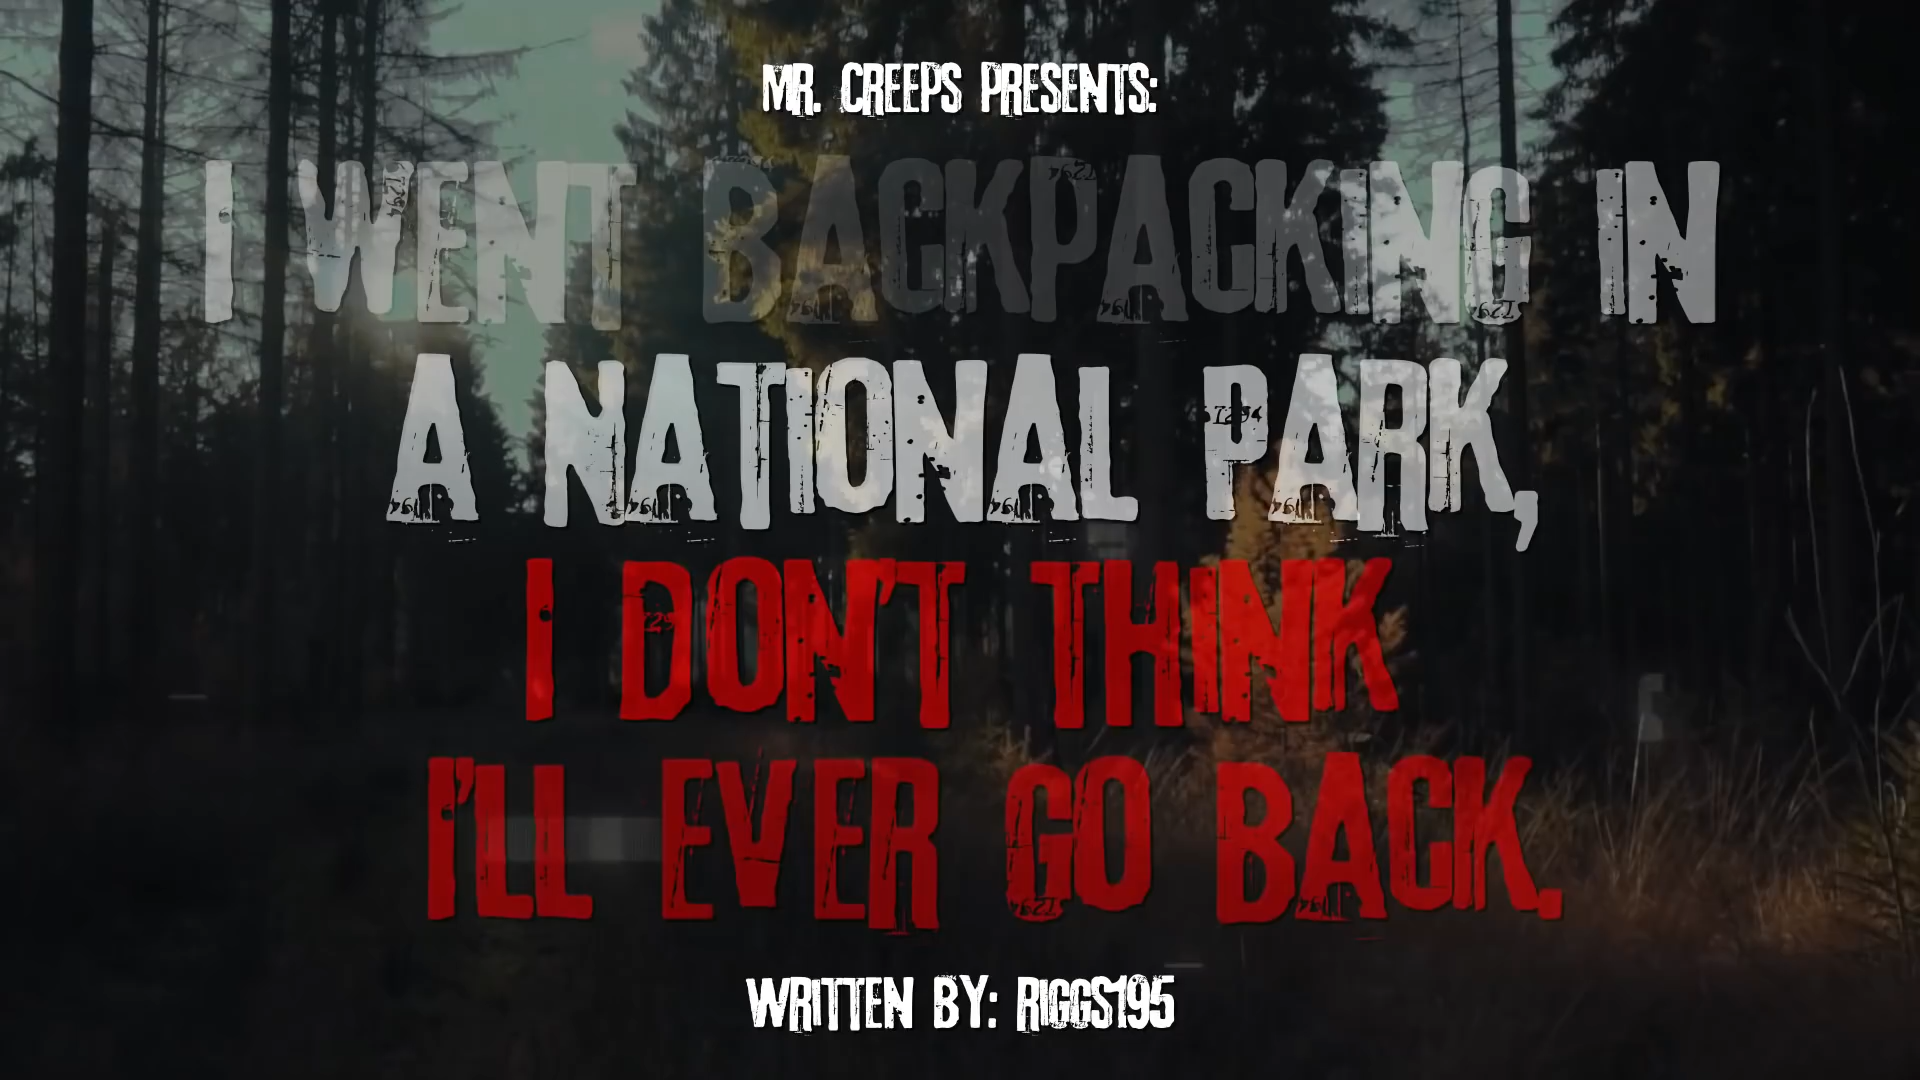 MR. CREEPS PRESENTS:
I WENT BACKPACKING IN
A NATIONAL PARK,
I DON'T THINK
I'LL EVER GO BACK.
WRITTEN BY: RIGGS195